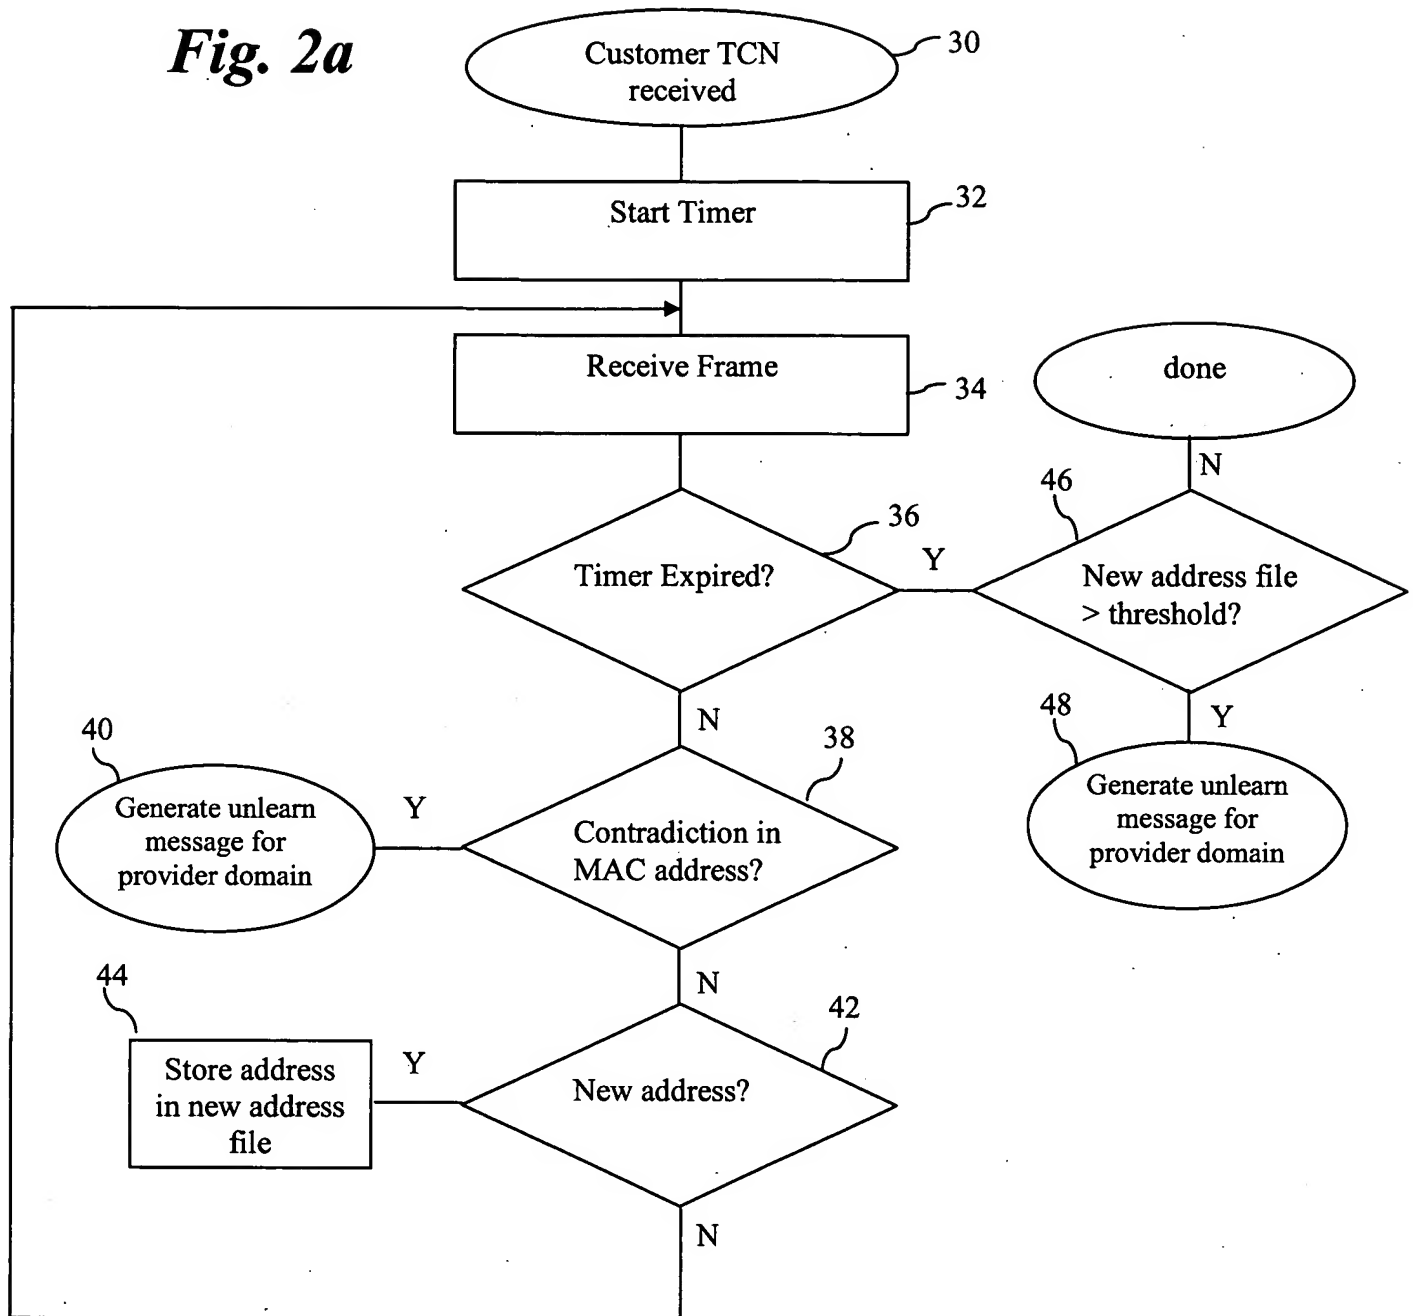 Fig. 2a
Customer TCN
received
30
Start Timer
32
Receive Frame
34
done
N
46
36
Timer Expired?
Y
New address file
> threshold?
N
Y
48
40
38
Generate unlearn
message for
provider domain
Y
Contradiction in
MAC address?
Generate unlearn
message for
provider domain
N
44
42
Store address
in new address
file
Y
New address?
N